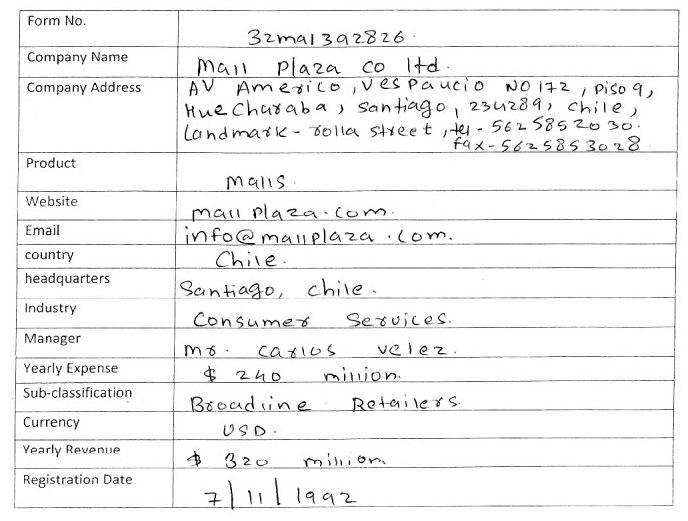 Form No. 32ma1392826.
Company Name Mall Plaza co ltd.
Company Address AV Americo, Vespaucio NO 172, piso 9,
Huechuraba, Santiago, 234289, chile,
Landmark - rolla street, tel - 5625852030.
fax - 5625853028
Product Malls.
Website mallplaza.com.
Email info@mallplaza.com.
country Chile.
headquarters Santiago, chile.
Industry Consumer Services.
Manager mr. carlos velez.
Yearly Expense $ 240 million.
Sub-classification Broadline Retailers.
Currency USD.
Yearly Revenue $ 320 million.
Registration Date 7/11/1992